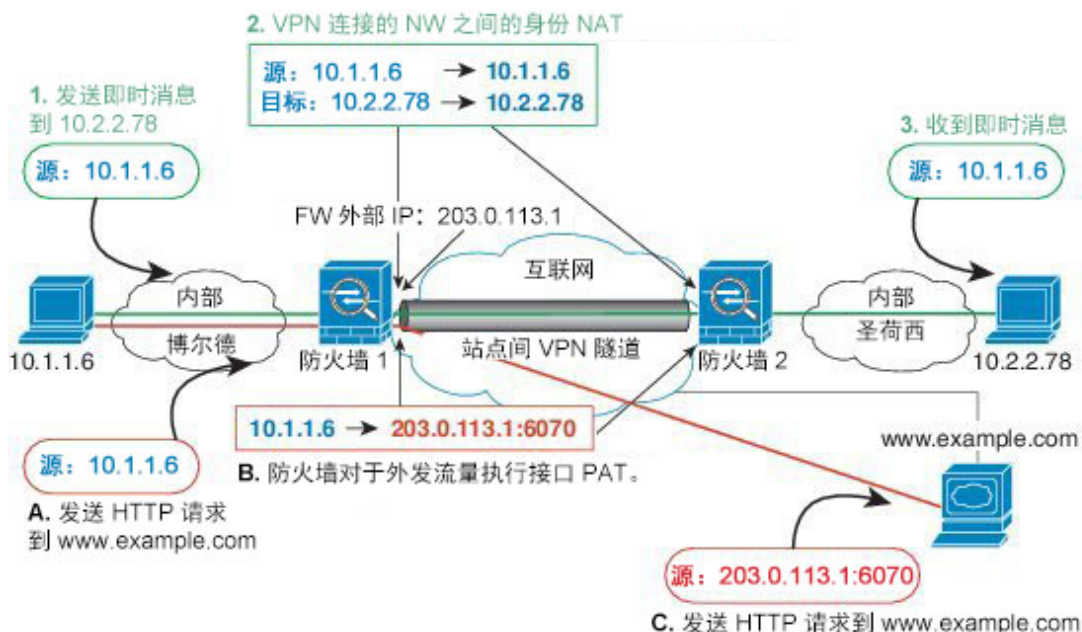 2. VPN 连接的 NW 之间的身份 NAT
源：10.1.1.6 → 10.1.1.6
目标：10.2.2.78 → 10.2.2.78
1. 发送即时消息
到 10.2.2.78
源：10.1.1.6
3. 收到即时消息
源：10.1.1.6
FW 外部 IP：203.0.113.1
互联网
内部
博尔德
10.1.1.6
防火墙 1
站点间 VPN 隧道
防火墙 2
内部
圣荷西
10.2.2.78
10.1.1.6 → 203.0.113.1:6070
B. 防火墙对于外发流量执行接口 PAT。
源：10.1.1.6
A. 发送 HTTP 请求
到 www.example.com
www.example.com
源：203.0.113.1:6070
C. 发送 HTTP 请求到 www.example.com